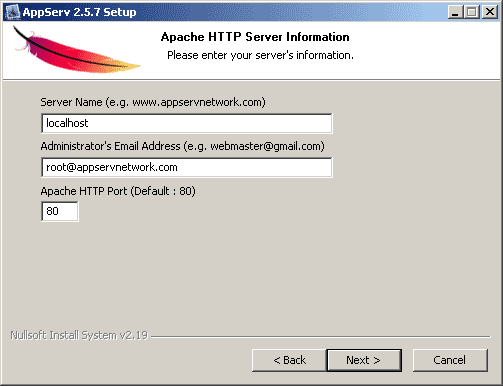 AppServ 2.5.7 Setup
Apache HTTP Server Information
Please enter your server's information.
Server Name (e.g. www.appservnetwork.com)
localhost
Administrator's Email Address (e.g. webmaster@gmail.com)
root@appservnetwork.com
Apache HTTP Port (Default : 80)
80
Nullsoft Install System v2.19
< Back Next > Cancel